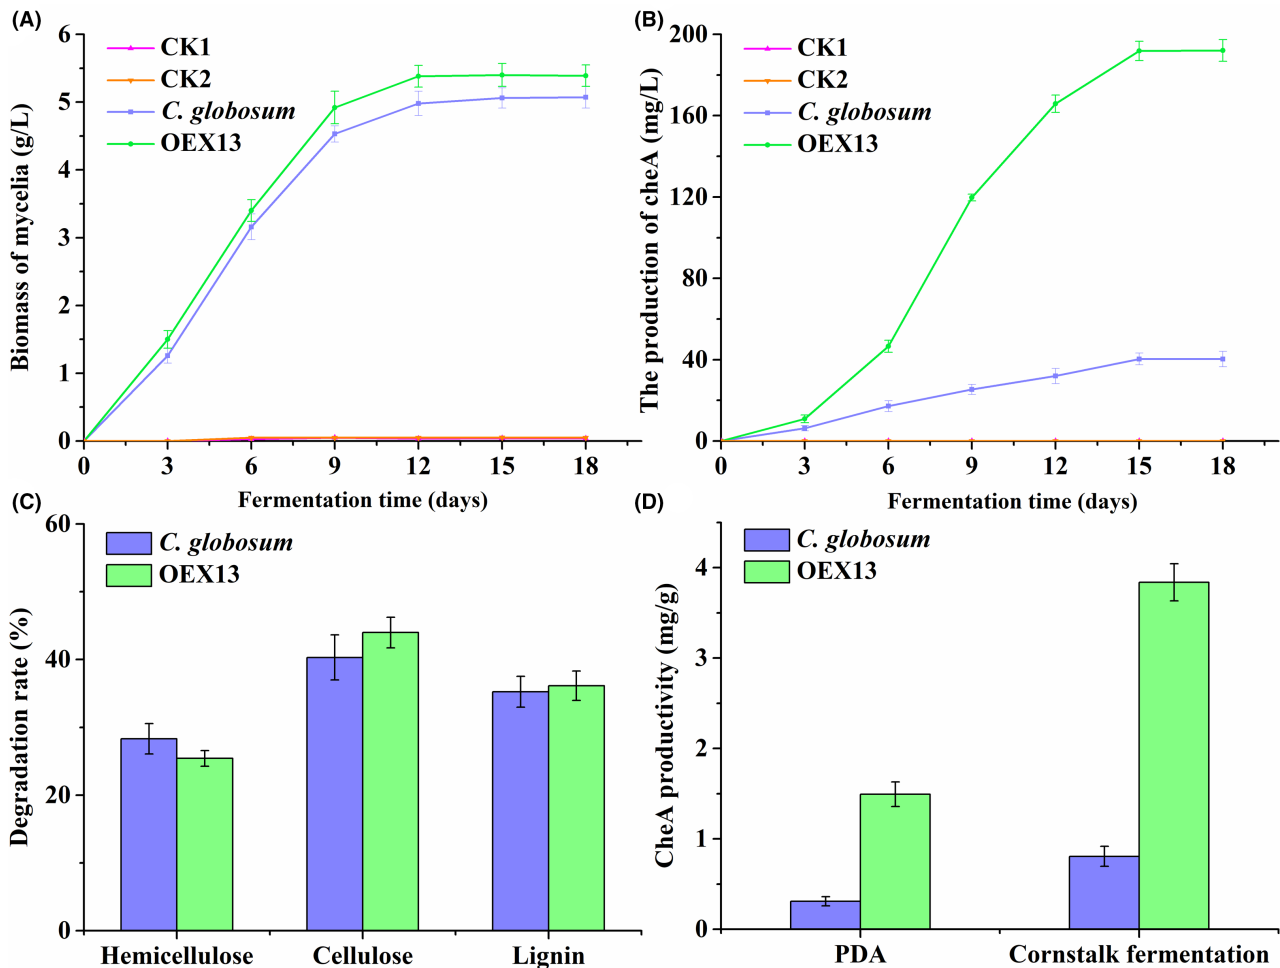 (A)
Biomass of mycelia (g/L)
6
5
4
3
2
1
0
CK1
CK2
C. globosum
OEX13
0 3 6 9 12 15 18
Fermentation time (days)
(B)
The production of cheA (mg/L)
200
160
120
80
40
0
CK1
CK2
C. globosum
OEX13
0 3 6 9 12 15 18
Fermentation time (days)
(C)
Degradation rate (%)
60
40
20
0
C. globosum
OEX13
Hemicellulose Cellulose Lignin
(D)
CheA productivity (mg/g)
4
3
2
1
0
C. globosum
OEX13
PDA Cornstalk fermentation